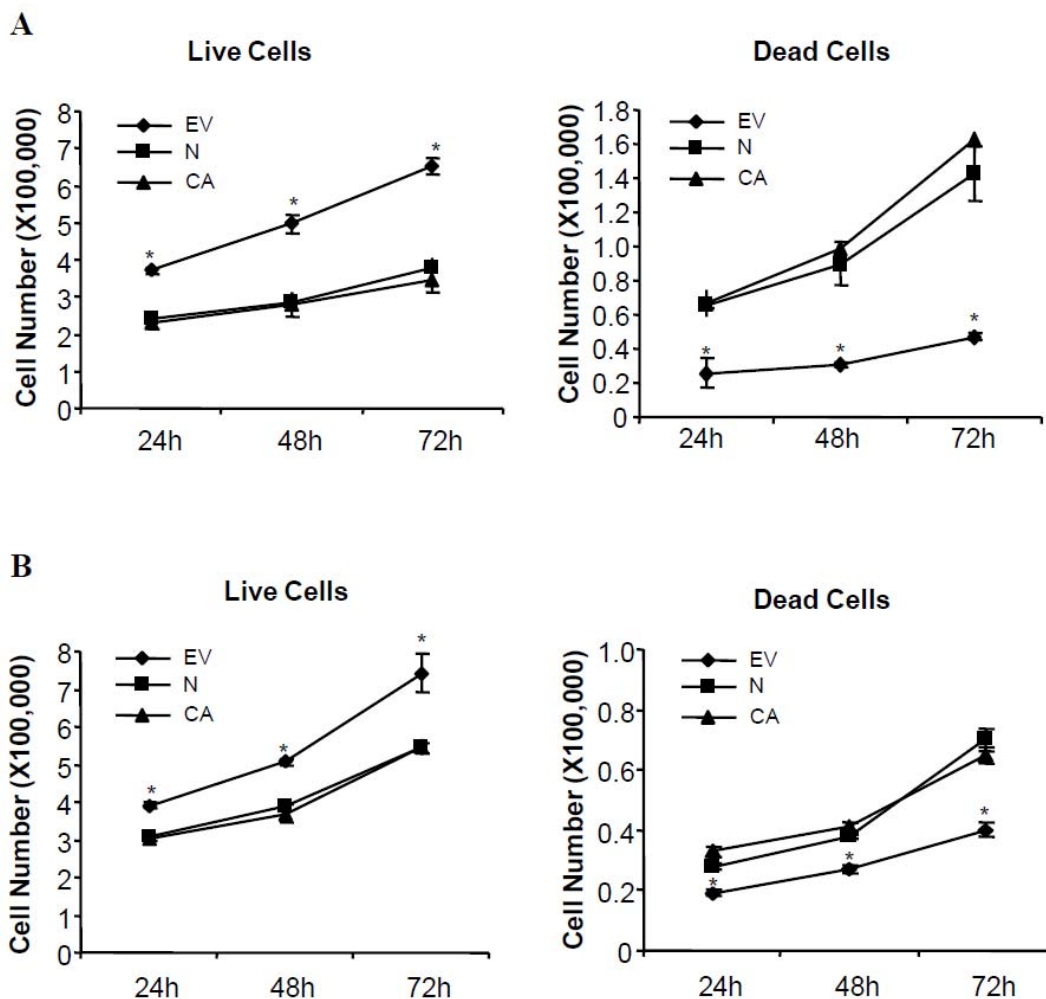 A
Live Cells
Cell Number (X100,000)
8
7
6
5
4
3
2
1
0
EV
N
CA
*
*
*
24h
48h
72h
Dead Cells
Cell Number (X100,000)
1.8
1.6
1.4
1.2
1.0
0.8
0.6
0.4
0.2
0
EV
N
CA
*
*
*
24h
48h
72h
B
Live Cells
Cell Number (X100,000)
8
7
6
5
4
3
2
1
0
EV
N
CA
*
*
*
24h
48h
72h
Dead Cells
Cell Number (X100,000)
1.0
0.8
0.6
0.4
0.2
0
EV
N
CA
*
*
*
24h
48h
72h